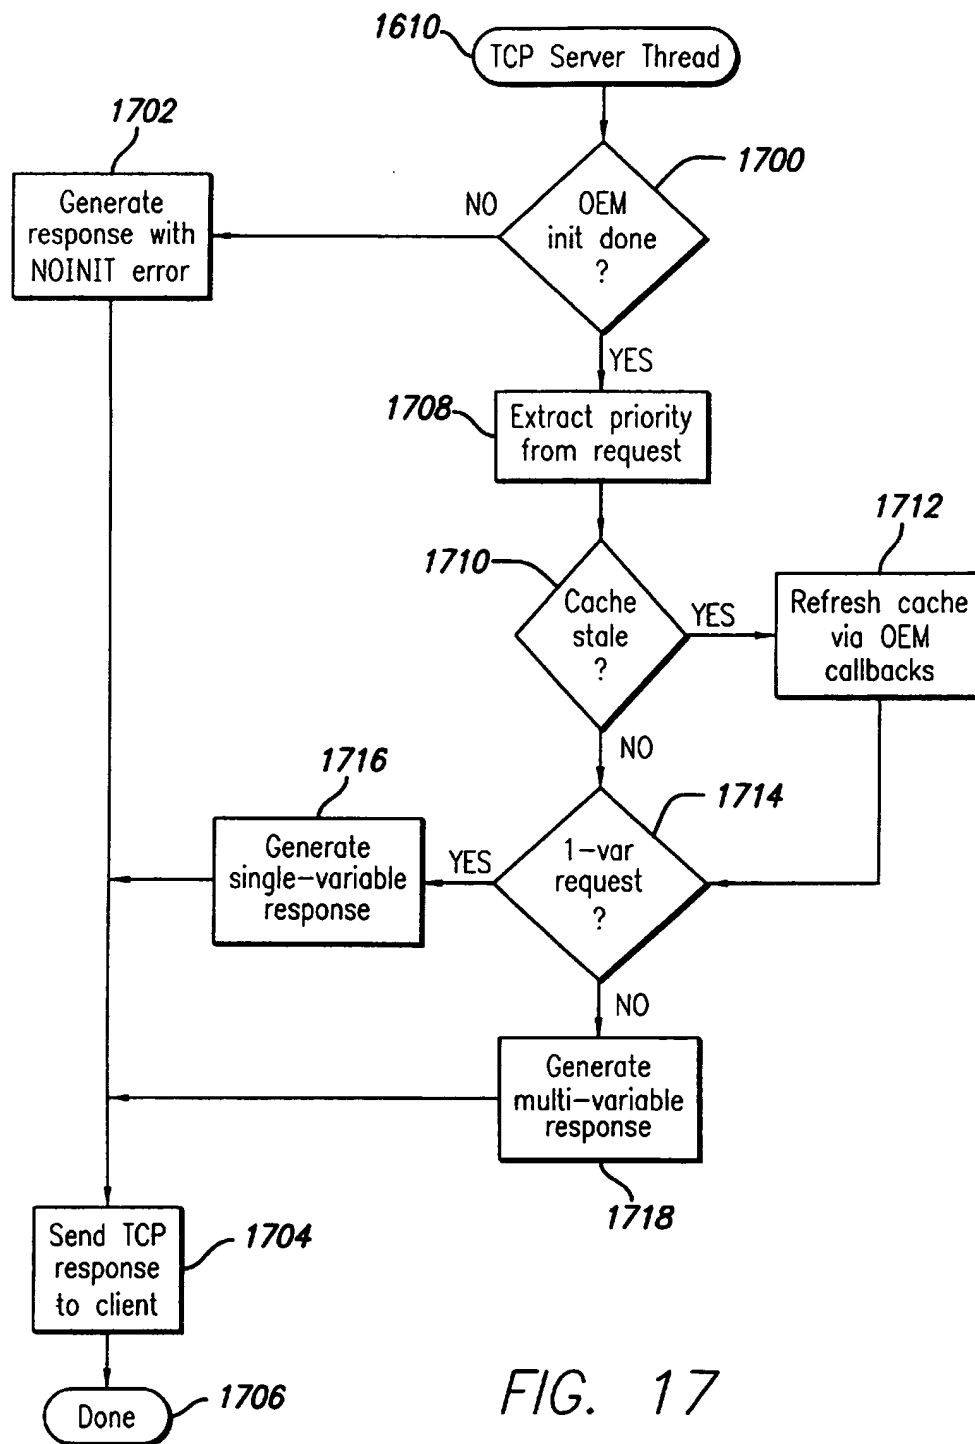 1610
TCP Server Thread
1702
1700
Generate
response with
NOINIT error
NO
OEM
init done
?
YES
1708
Extract priority
from request
1712
1710
Cache
stale
?
YES
Refresh cache
via OEM
callbacks
NO
1716
1714
Generate
single-variable
response
YES
1-var
request
?
NO
Generate
multi-variable
response
1718
Send TCP
response
to client
1704
Done
1706
FIG. 17